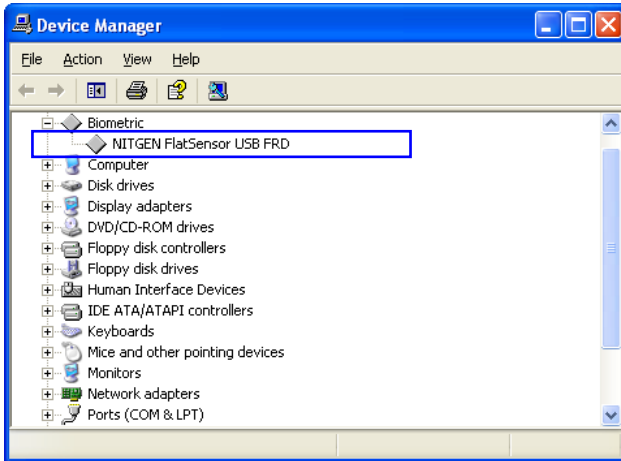 Device Manager
File Action View Help
Biometric
NITGEN FlatSensor USB FRD
Computer
Disk drives
Display adapters
DVD/CD-ROM drives
Floppy disk controllers
Floppy disk drives
Human Interface Devices
IDE ATA/ATAPI controllers
Keyboards
Mice and other pointing devices
Monitors
Network adapters
Ports (COM & LPT)